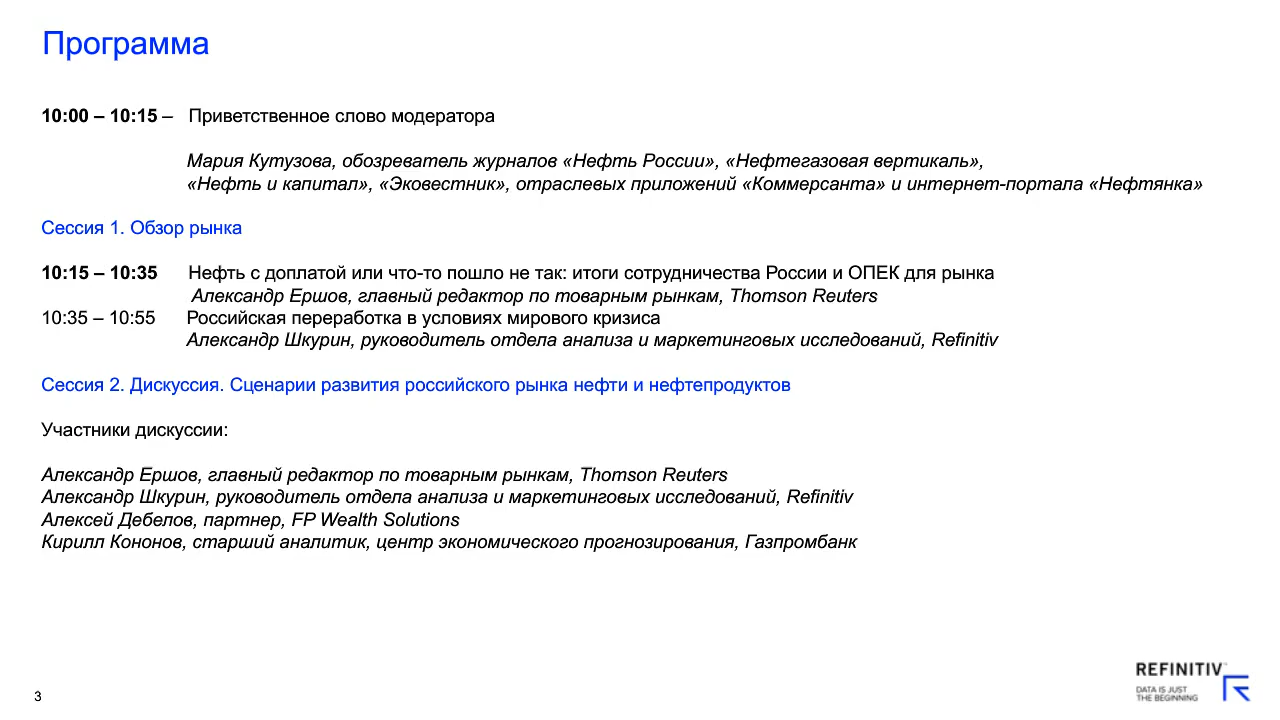 Программа
10:00 – 10:15 – Приветственное слово модератора
Мария Кутузова, обозреватель журналов «Нефть России», «Нефтегазовая вертикаль»,
«Нефть и капитал», «Эковестник», отраслевых приложений «Коммерсанта» и интернет-портала «Нефтянка»
Сессия 1. Обзор рынка
10:15 – 10:35 Нефть с доплатой или что-то пошло не так: итоги сотрудничества России и ОПЕК для рынка
Александр Ершов, главный редактор по товарным рынкам, Thomson Reuters
10:35 – 10:55 Российская переработка в условиях мирового кризиса
Александр Шкурин, руководитель отдела анализа и маркетинговых исследований, Refinitiv
Сессия 2. Дискуссия. Сценарии развития российского рынка нефти и нефтепродуктов
Участники дискуссии:
Александр Ершов, главный редактор по товарным рынкам, Thomson Reuters
Александр Шкурин, руководитель отдела анализа и маркетинговых исследований, Refinitiv
Алексей Дебелов, партнер, FP Wealth Solutions
Кирилл Кононов, старший аналитик, центр экономического прогнозирования, Газпромбанк
REFINITIV
DATA IS JUST
THE BEGINNING
3